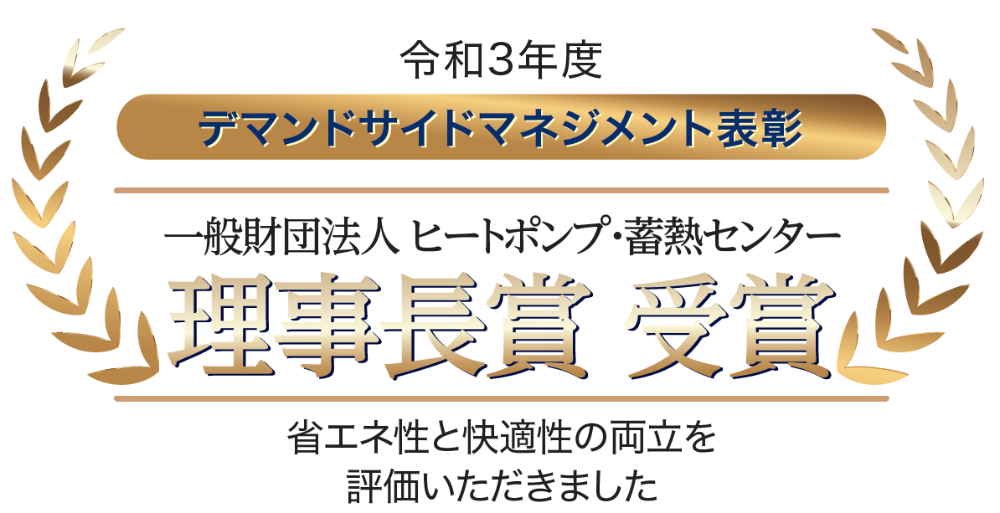 令和3年度
デマンドサイドマネジメント表彰
一般財団法人 ヒートポンプ・蓄熱センター
理事長賞 受賞
省エネ性と快適性の両立を
評価いただきました